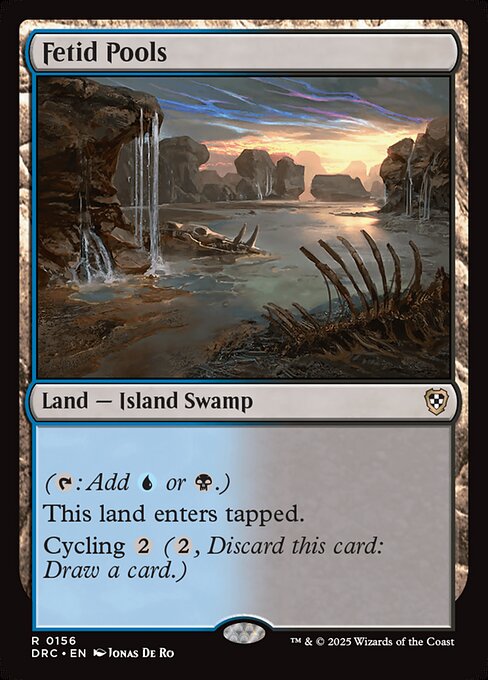 Fetid Pools
Land — Island Swamp
(: Add or .)
This land enters tapped.
Cycling 2 (2, Discard this card:
Draw a card.)
R 0156
DRC • EN Jonas De Ro
™ & © 2025 Wizards of the Coast